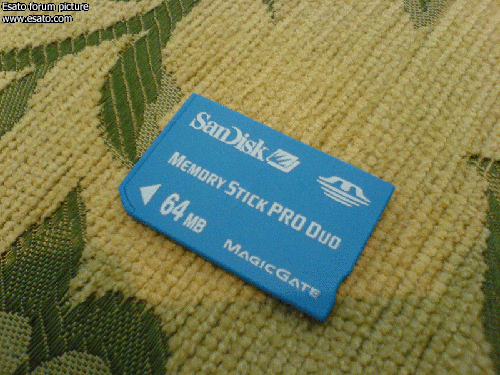 Esato forum picture
www.esato.com
SanDisk
MEMORY STICK PRO DUO
64 MB
MAGICGATE